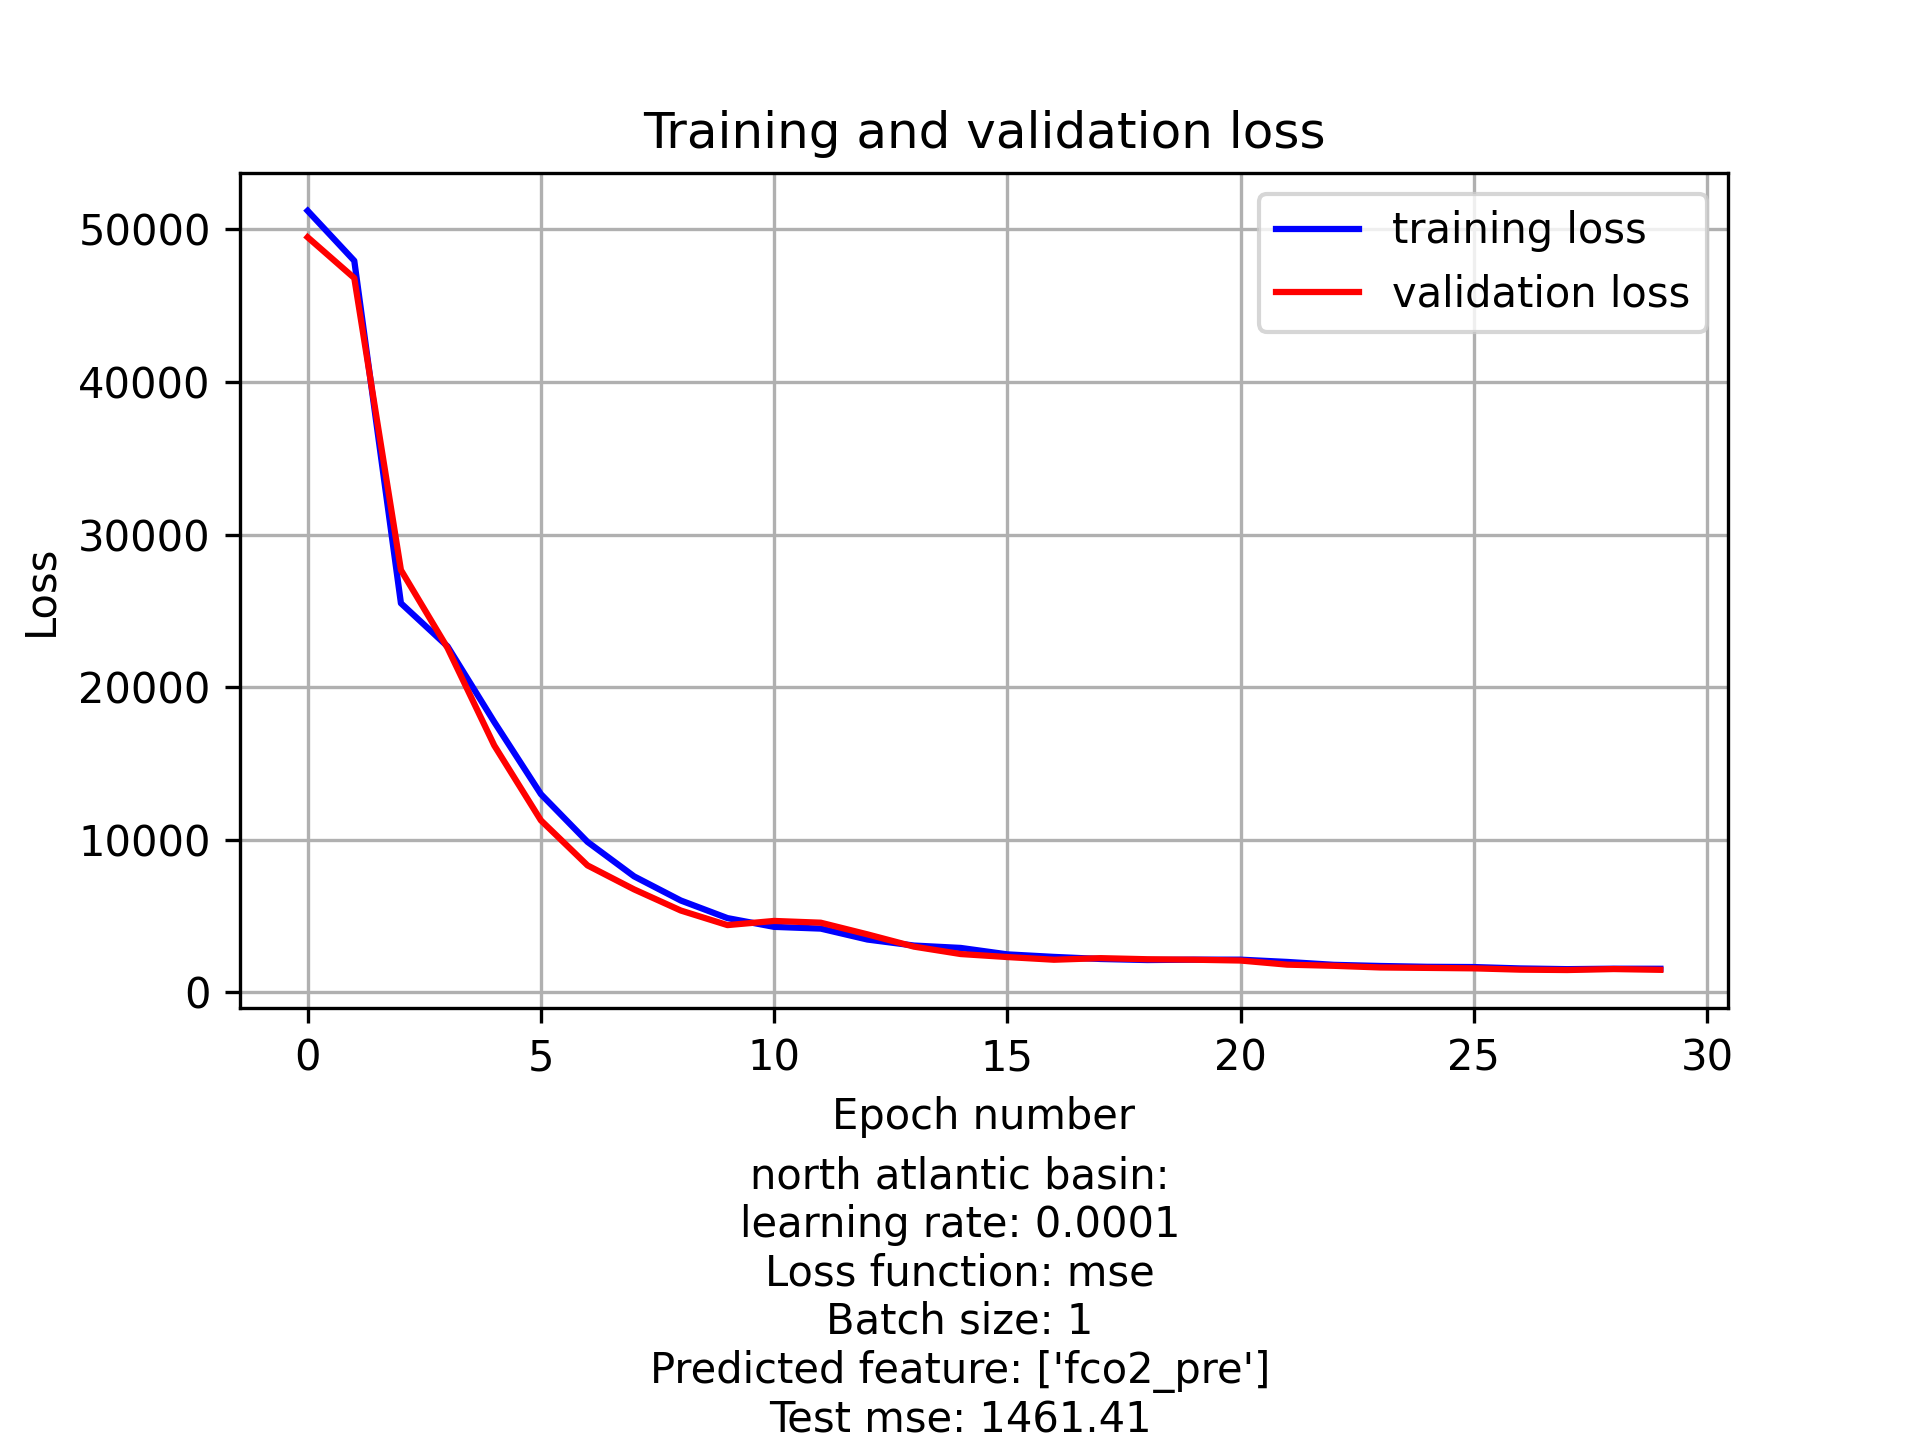 Training and validation loss
training loss
validation loss
50000
40000
30000
20000
10000
0
Loss
0 5 10 15 20 25 30
Epoch number
north atlantic basin:
learning rate: 0.0001
Loss function: mse
Batch size: 1
Predicted feature: ['fco2_pre']
Test mse: 1461.41